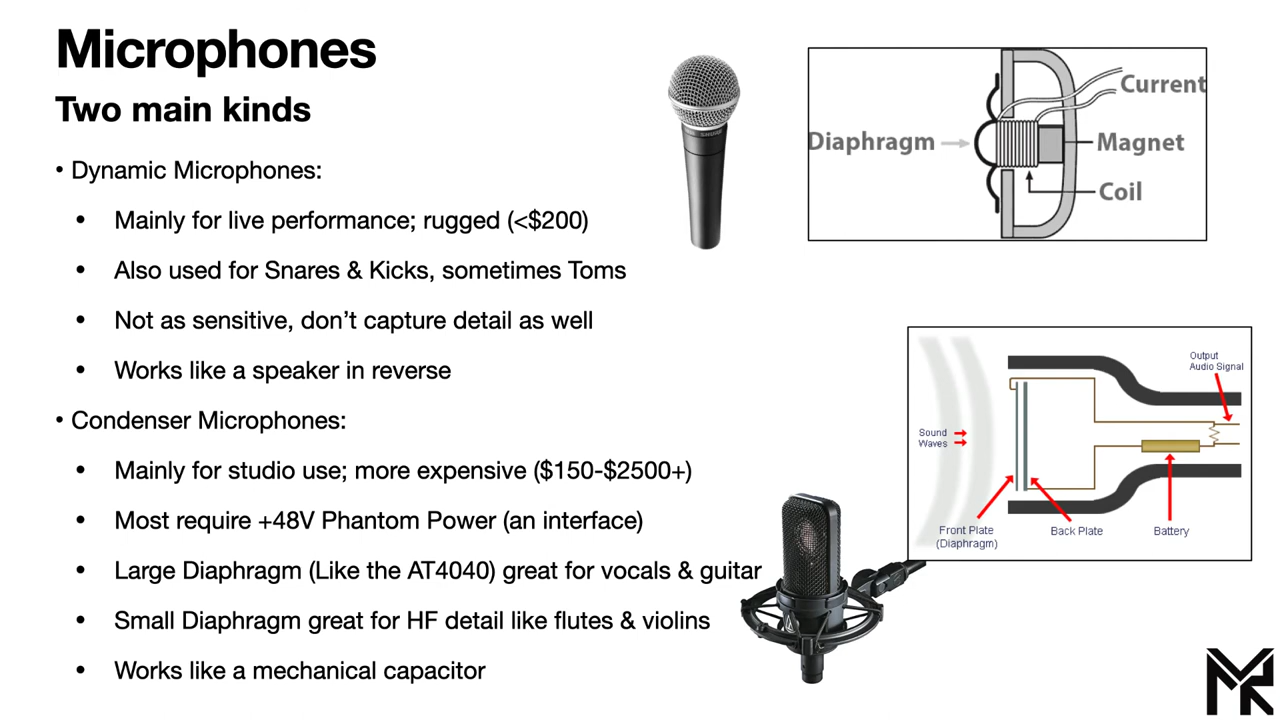 Microphones
Two main kinds
• Dynamic Microphones:
• Mainly for live performance; rugged (<$200)
• Also used for Snares & Kicks, sometimes Toms
• Not as sensitive, don’t capture detail as well
• Works like a speaker in reverse
• Condenser Microphones:
• Mainly for studio use; more expensive ($150-$2500+)
• Most require +48V Phantom Power (an interface)
• Large Diaphragm (Like the AT4040) great for vocals & guitar
• Small Diaphragm great for HF detail like flutes & violins
• Works like a mechanical capacitor
SHURE
Current
Diaphragm
Magnet
Coil
Output
Audio Signal
Sound
Waves
Front Plate
(Diaphragm)
Back Plate
Battery